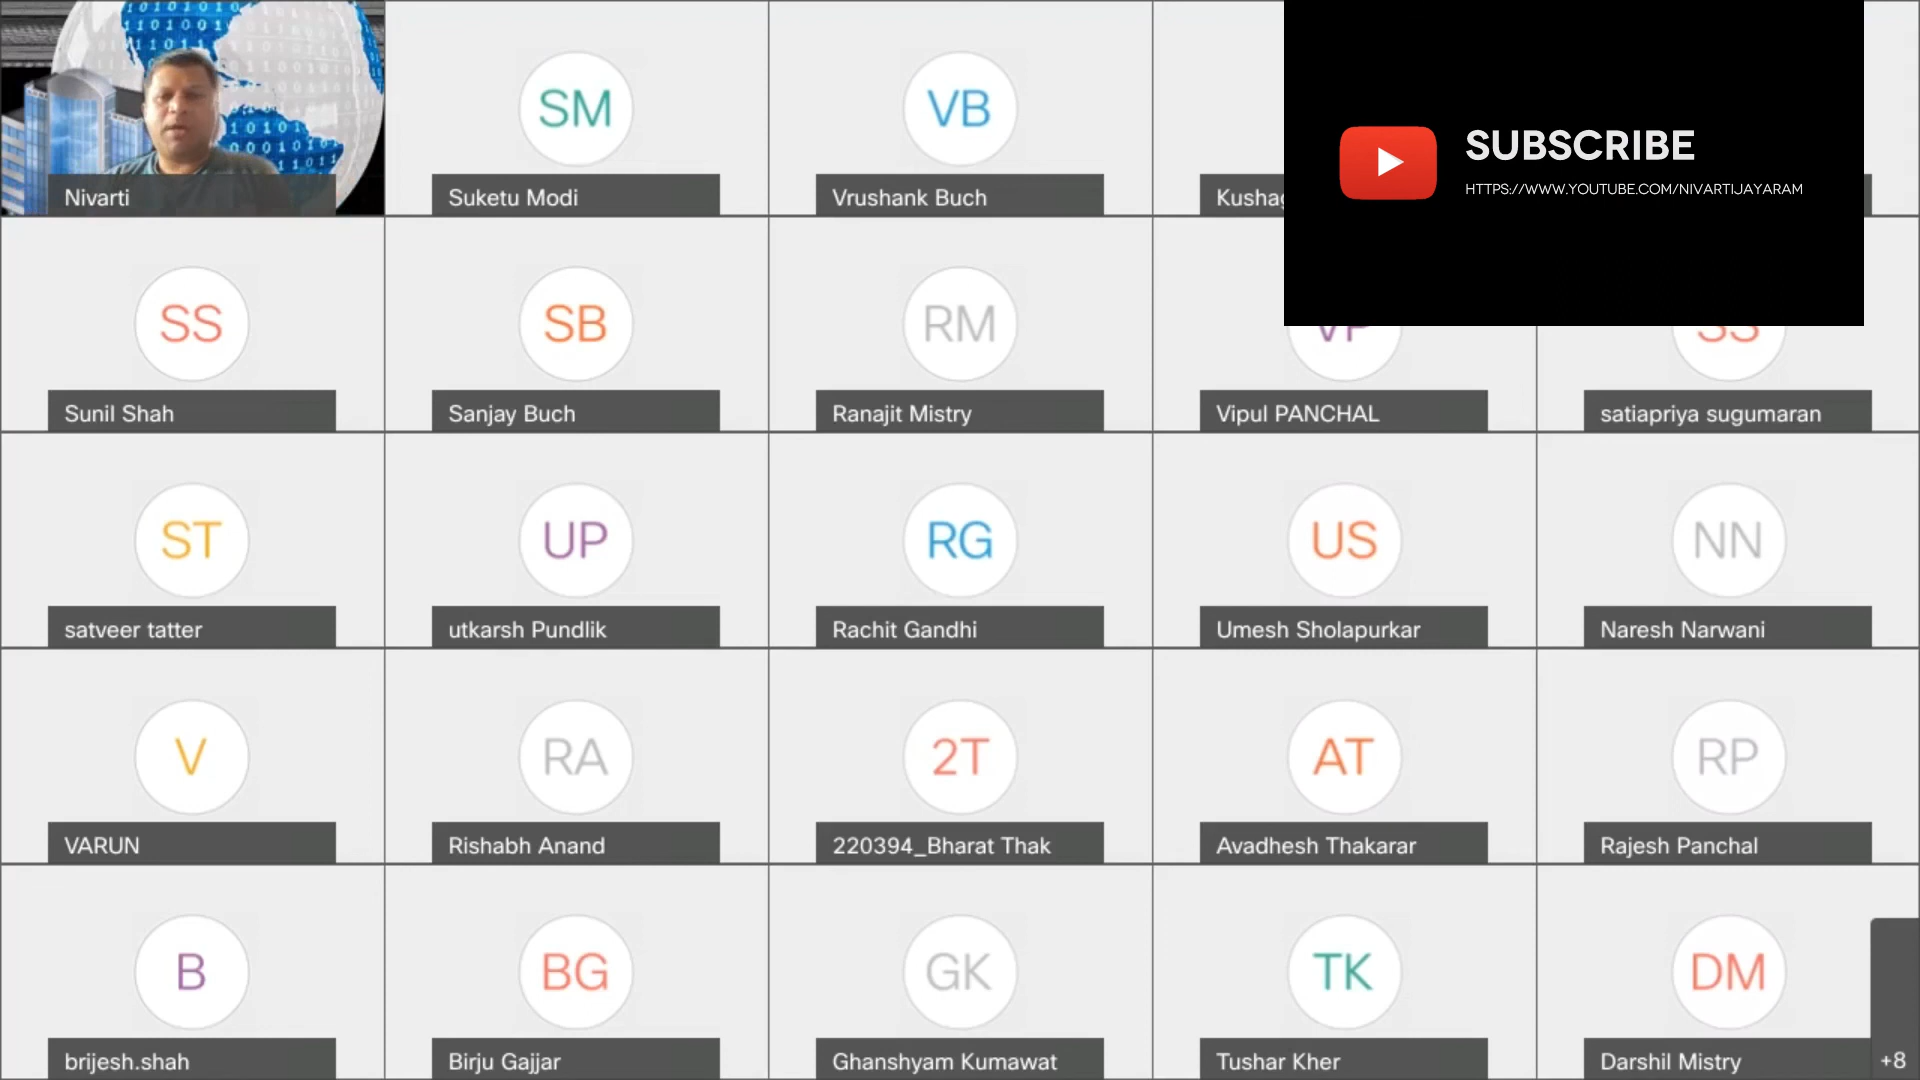 Nivarti
SM
Suketu Modi
VB
Vrushank Buch
SUBSCRIBE
HTTPS://WWW.YOUTUBE.COM/NIVARTIJAYARAM
SS
Sunil Shah
SB
Sanjay Buch
RM
Ranajit Mistry
VP
Vipul PANCHAL
SS
satiapriya sugumaran
ST
satveer tatter
UP
utkarsh Pundlik
RG
Rachit Gandhi
US
Umesh Sholapurkar
NN
Naresh Narwani
V
VARUN
RA
Rishabh Anand
2T
220394_Bharat Thak
AT
Avadhesh Thakarar
RP
Rajesh Panchal
B
brijesh.shah
BG
Birju Gajjar
GK
Ghanshyam Kumawat
TK
Tushar Kher
DM
Darshil Mistry
+8